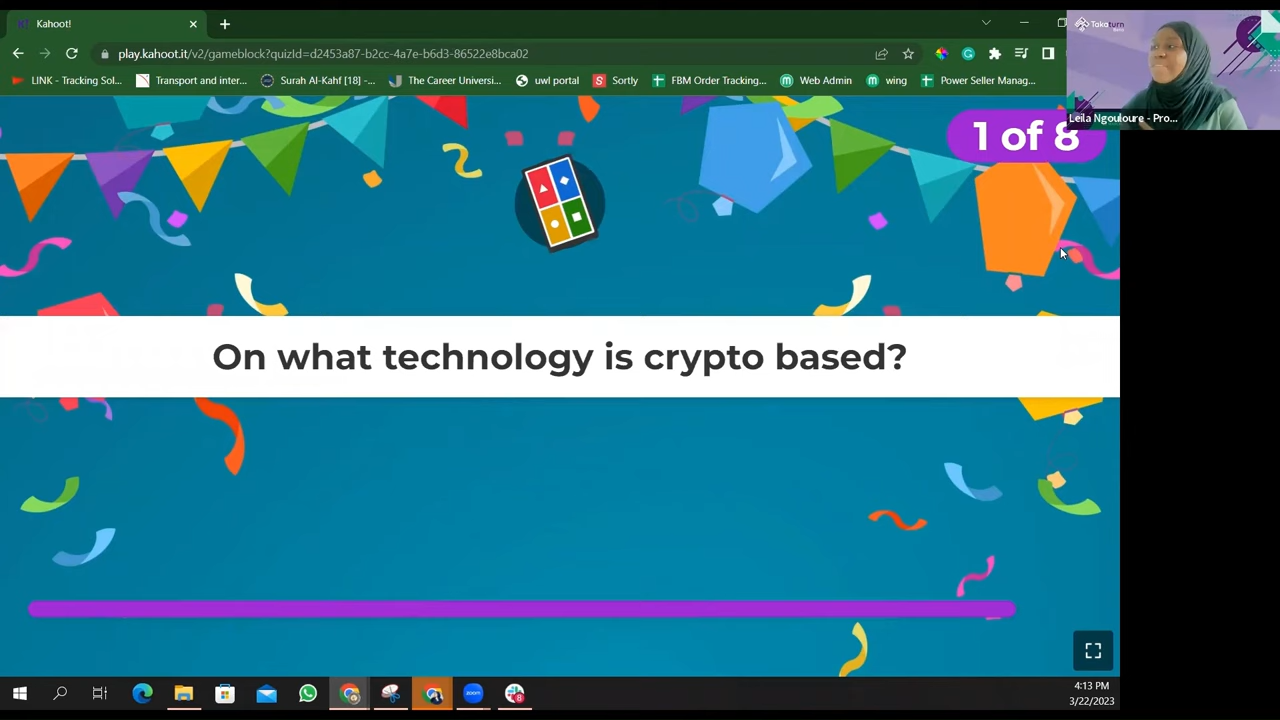 Kahoot!
play.kahoot.it/v2/gameblock?quizId=d2453a87-b2cc-4a7e-b6d3-86522e8bca02
LINK - Tracking Sol...
Transport and inter...
Surah Al-Kahf [18] -...
The Career Universi...
uwl portal
Sortly
FBM Order Tracking...
Web Admin
wing
Power Seller Manag...
Takaturn
Leila Ngouloure - Pro...
1 of 8
On what technology is crypto based?
zoom
4:13 PM
3/22/2023